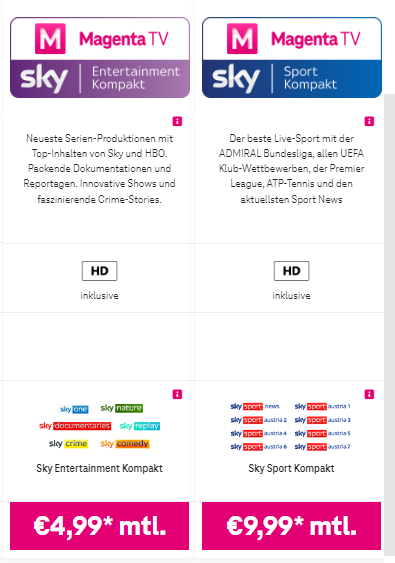 M Magenta TV
sky Entertainment
Kompakt
Neueste Serien-Produktionen mit
Top-Inhalten von Sky und HBO.
Packende Dokumentationen und
Reportagen. Innovative Shows und
faszinierende Crime-Stories.
HD
inklusive
sky one sky nature
sky documentaries sky replay
sky crime sky comedy
Sky Entertainment Kompakt
€4,99* mtl.
M Magenta TV
sky Sport
Kompakt
Der beste Live-Sport mit der
ADMIRAL Bundesliga, allen UEFA
Klub-Wettbewerben, der Premier
League, ATP-Tennis und den
aktuellsten Sport News
HD
inklusive
sky sport news sky sport austria 1
sky sport austria 2 sky sport austria 3
sky sport austria 4 sky sport austria 5
sky sport austria 6 sky sport austria 7
Sky Sport Kompakt
€9,99* mtl.